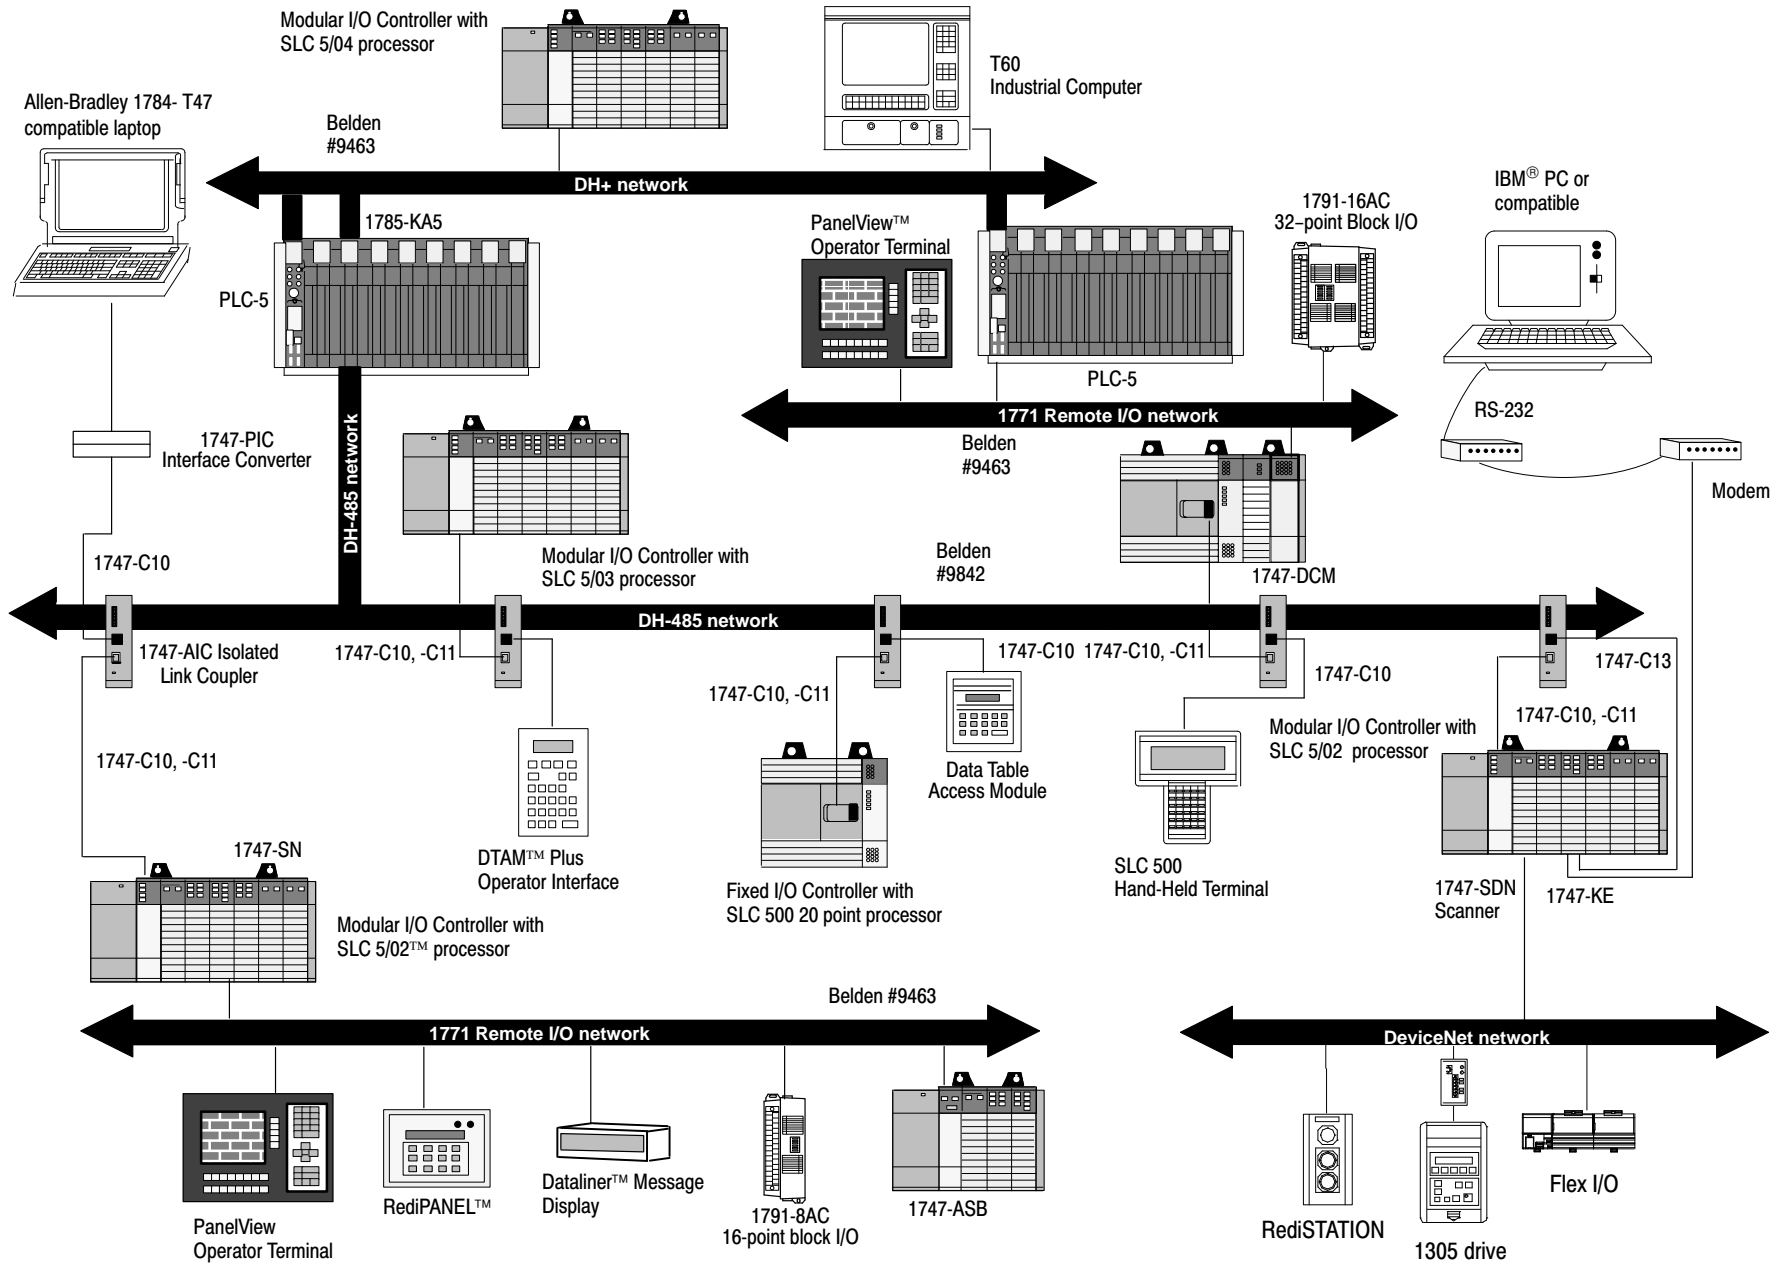 Modular I/O Controller with
SLC 5/04 processor
T60
Industrial Computer
Allen-Bradley 1784- T47
compatible laptop
Belden
#9463
DH+ network
IBM® PC or
compatible
1791-16AC
32–point Block I/O
1785-KA5
PanelView™
Operator Terminal
PLC-5
PLC-5
RS-232
1771 Remote I/O network
Belden
#9463
1747-PIC
Interface Converter
DH-485 network
Modem
1747-C10
Modular I/O Controller with
SLC 5/03 processor
Belden
#9842
1747-DCM
DH-485 network
1747-AIC Isolated
Link Coupler
1747-C10, -C11
1747-C10
1747-C10, -C11
1747-C13
1747-C10
1747-C10, -C11
1747-C10, -C11
Modular I/O Controller with
SLC 5/02 processor
1747-C10, -C11
Data Table
Access Module
1747-SN
DTAM™ Plus
Operator Interface
SLC 500
Hand-Held Terminal
Fixed I/O Controller with
SLC 500 20 point processor
1747-SDN
Scanner
1747-KE
Modular I/O Controller with
SLC 5/02™ processor
Belden #9463
1771 Remote I/O network
DeviceNet network
RediPANEL™
Dataliner™ Message
Display
1747-ASB
Flex I/O
PanelView
Operator Terminal
1791-8AC
16-point block I/O
RediSTATION
1305 drive